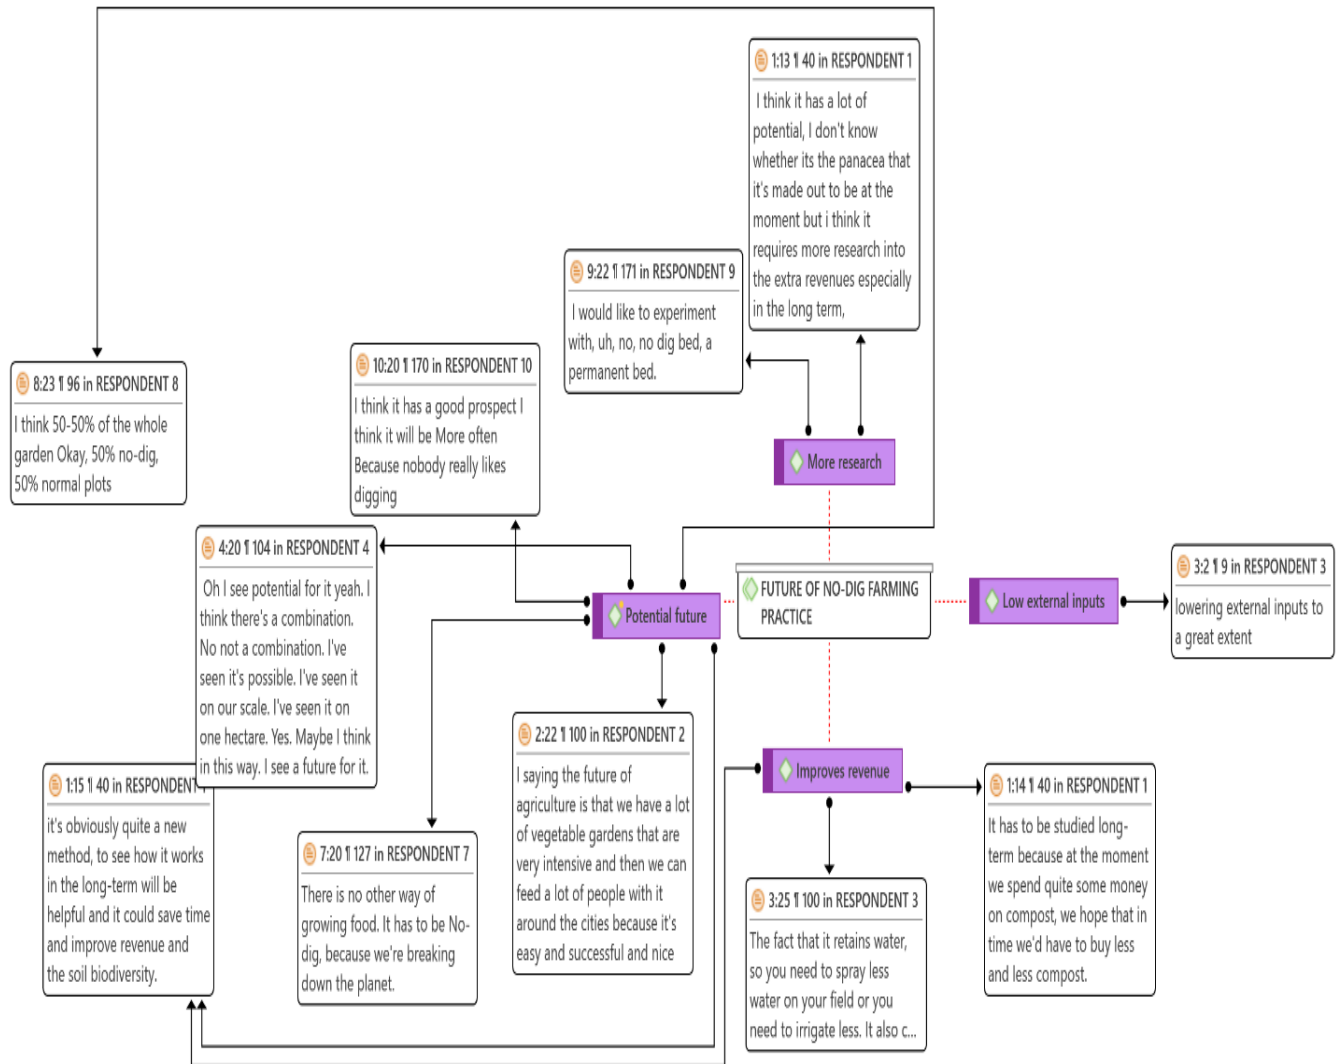 1:13 ¶ 40 in RESPONDENT 1
I think it has a lot of
potential, I don't know
whether its the panacea that
it's made out to be at the
moment but i think it
requires more research into
the extra revenues especially
in the long term,
9:22 ¶ 171 in RESPONDENT 9
I would like to experiment
with, uh, no, no dig bed, a
permanent bed.
10:20 ¶ 170 in RESPONDENT 10
I think it has a good prospect I
think it will be More often
Because nobody really likes
digging
8:23 ¶ 96 in RESPONDENT 8
I think 50-50% of the whole
garden Okay, 50% no-dig,
50% normal plots
More research
4:20 ¶ 104 in RESPONDENT 4
Oh I see potential for it yeah. I
think there's a combination.
No not a combination. I've
seen it's possible. I've seen it
on our scale. I've seen it on
one hectare. Yes. Maybe I think
in this way. I see a future for it.
Potential future
FUTURE OF NO-DIG FARMING
PRACTICE
Low external inputs
3:2 ¶ 9 in RESPONDENT 3
lowering external inputs to
a great extent
1:15 ¶ 40 in RESPONDENT
it's obviously quite a new
method, to see how it works
in the long-term will be
helpful and it could save time
and improve revenue and
the soil biodiversity.
7:20 ¶ 127 in RESPONDENT 7
There is no other way of
growing food. It has to be No-
dig, because we're breaking
down the planet.
2:22 ¶ 100 in RESPONDENT 2
I saying the future of
agriculture is that we have a lot
of vegetable gardens that are
very intensive and then we can
feed a lot of people with it
around the cities because it's
easy and successful and nice
Improves revenue
3:25 ¶ 100 in RESPONDENT 3
The fact that it retains water,
so you need to spray less
water on your field or you
need to irrigate less. It also c...
1:14 ¶ 40 in RESPONDENT 1
It has to be studied long-
term because at the moment
we spend quite some money
on compost, we hope that in
time we'd have to buy less
and less compost.